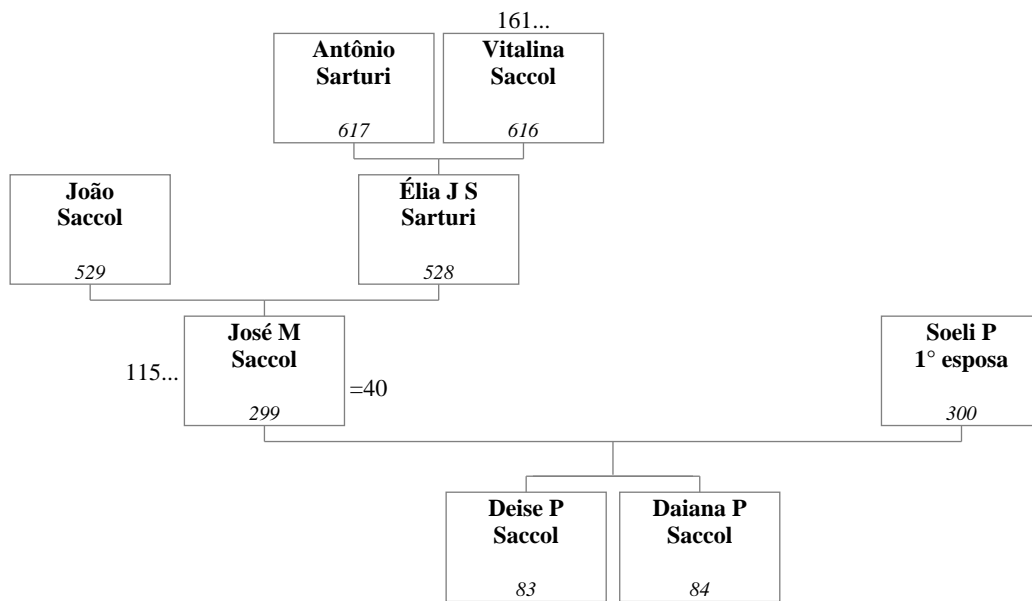 161...
Antônio
Sarturi
617
Vitalina
Saccol
616
João
Saccol
529
Élia J S
Sarturi
528
115...
José M
Saccol
299
=40
Soeli P
1° esposa
300
Deise P
Saccol
83
Daiana P
Saccol
84